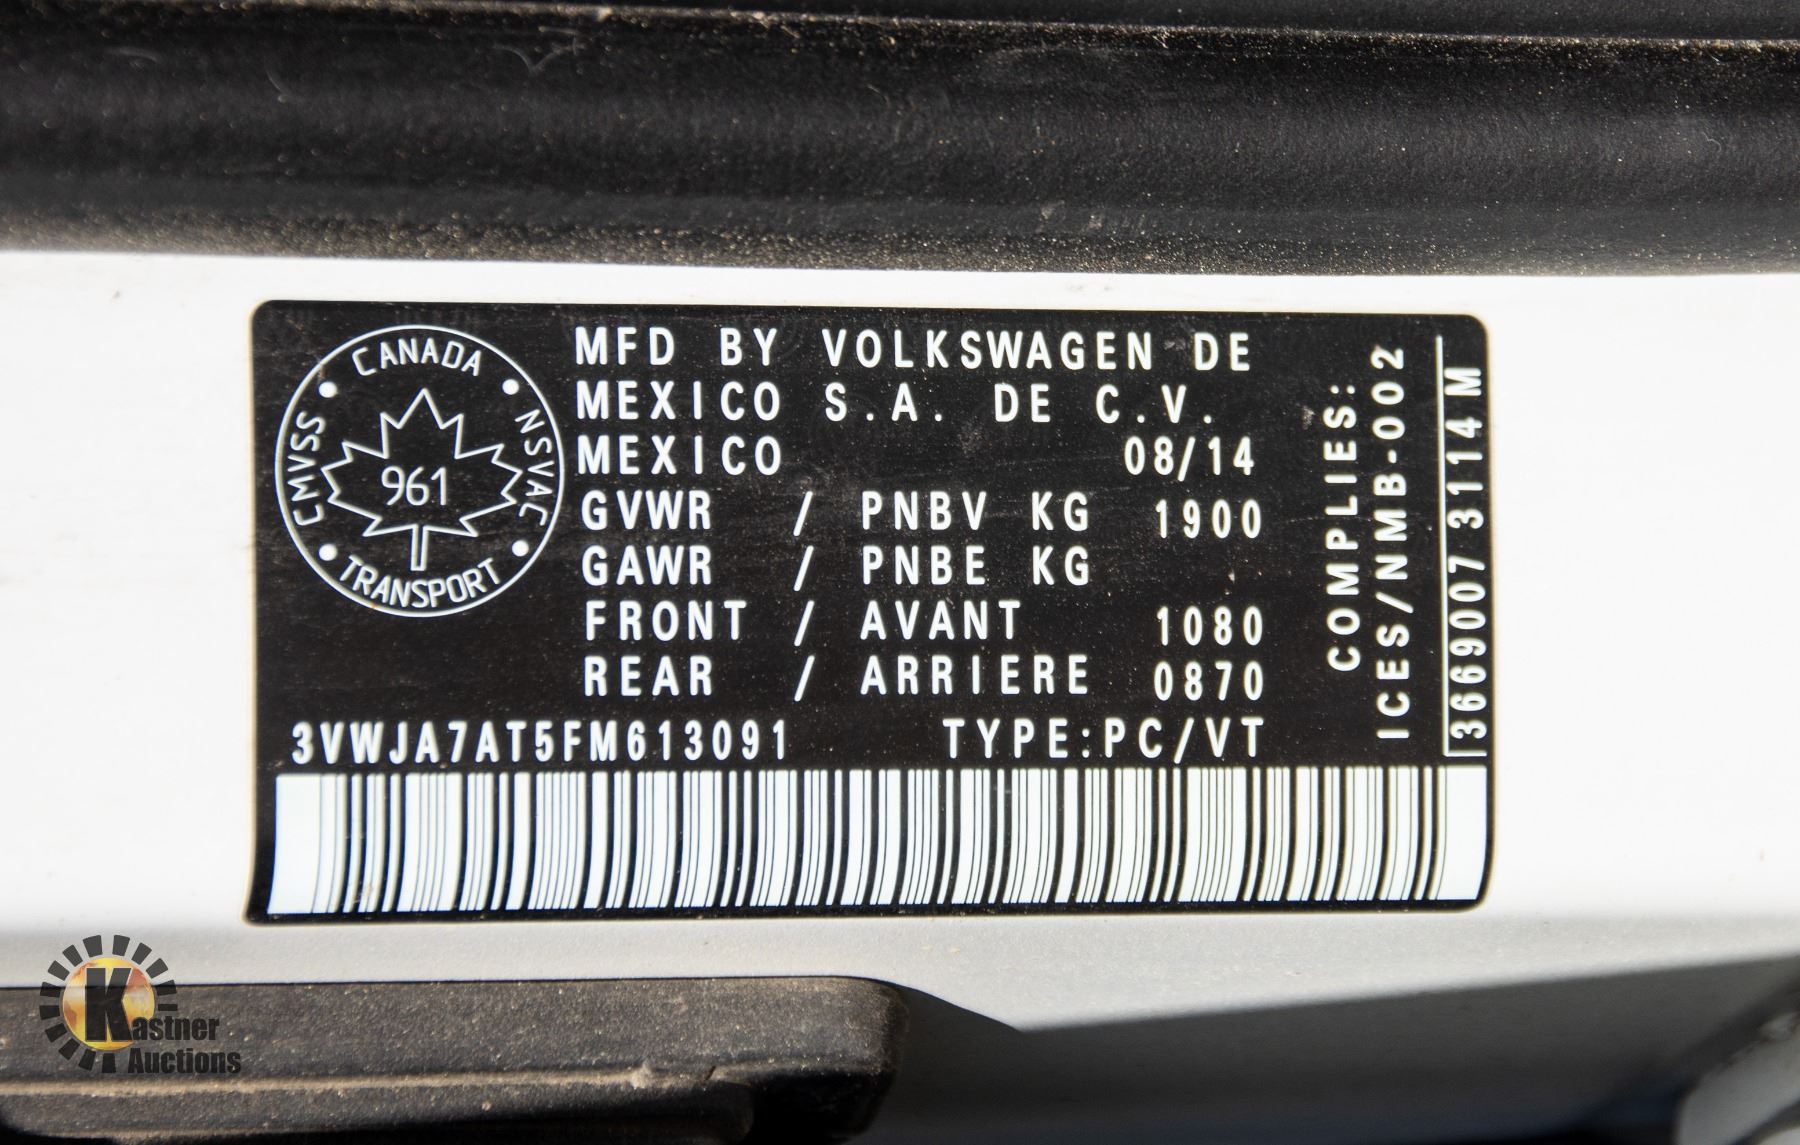 CANADA
CMVSS
NSVAC
961
TRANSPORT
MFD BY VOLKSWAGEN DE
MEXICO S.A. DE C.V.
MEXICO 08/14
GVWR / PNBV KG 1900
GAWR / PNBE KG
FRONT / AVANT 1080
REAR / ARRIERE 0870
3VWJA7AT5FM613091 TYPE:PC/VT
COMPLIES:
ICES/NMB-002
3669007 3114 M
Kastner
Auctions